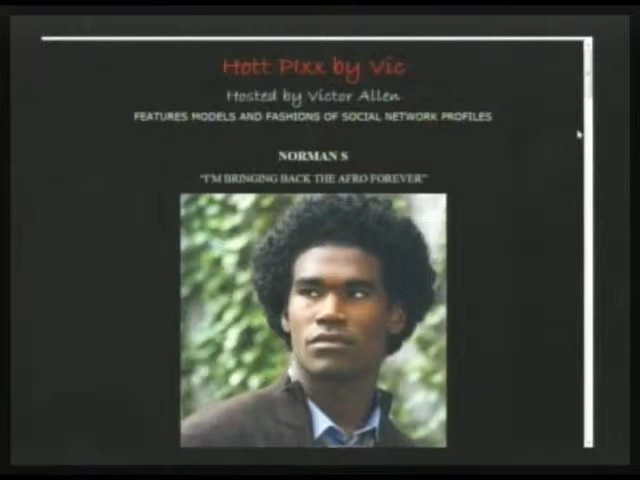 Hott PIxx by Vic
Hosted by Victor Allen
FEATURES MODELS AND FASHIONS OF SOCIAL NETWORK PROFILES
NORMAN S
"I'M BRINGING BACK THE AFRO FOREVER"